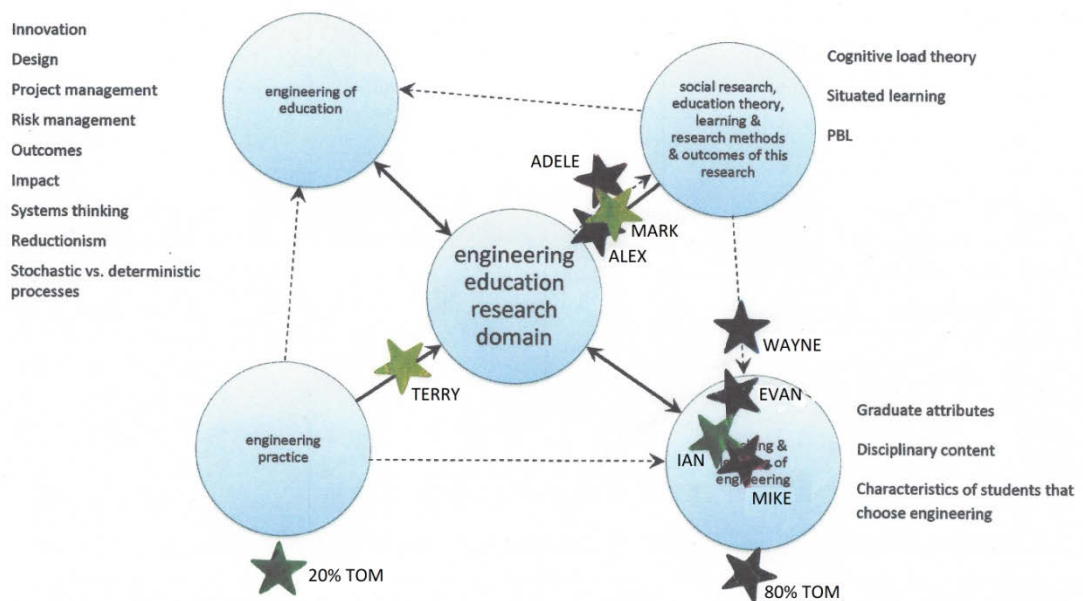 Innovation
Design
Project management
Risk management
Outcomes
Impact
Systems thinking
Reductionism
Stochastic vs. deterministic
processes
engineering of
education
social research,
education theory,
learning &
research methods
& outcomes of this
research
Cognitive load theory
Situated learning
PBL
ADELE
MARK
ALEX
engineering
education
research
domain
TERRY
WAYNE
EVAN
engineering
practice
IAN
& 
of
engineering
MIKE
Graduate attributes
Disciplinary content
Characteristics of students that
choose engineering
20% TOM
80% TOM